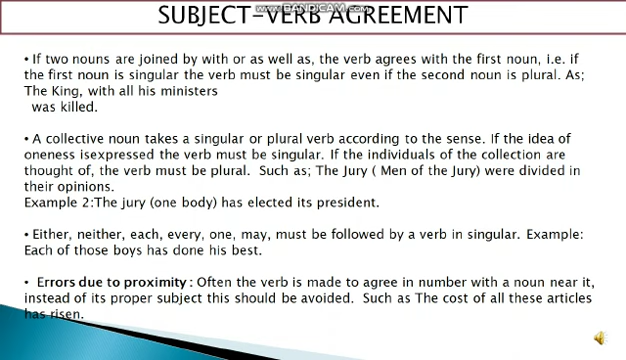 SUBJECT-VERB AGREEMENT
www.BANDICAM.com
• If two nouns are joined by with or as well as, the verb agrees with the first noun, i.e. if
the first noun is singular the verb must be singular even if the second noun is plural. As;
The King, with all his ministers
was killed.
• A collective noun takes a singular or plural verb according to the sense. If the idea of
oneness isexpressed the verb must be singular. If the individuals of the collection are
thought of, the verb must be plural. Such as; The Jury ( Men of the Jury) were divided in
their opinions.
Example 2:The jury (one body) has elected its president.
• Either, neither, each, every, one, may, must be followed by a verb in singular. Example:
Each of those boys has done his best.
• Errors due to proximity : Often the verb is made to agree in number with a noun near it,
instead of its proper subject this should be avoided. Such as The cost of all these articles
has risen.